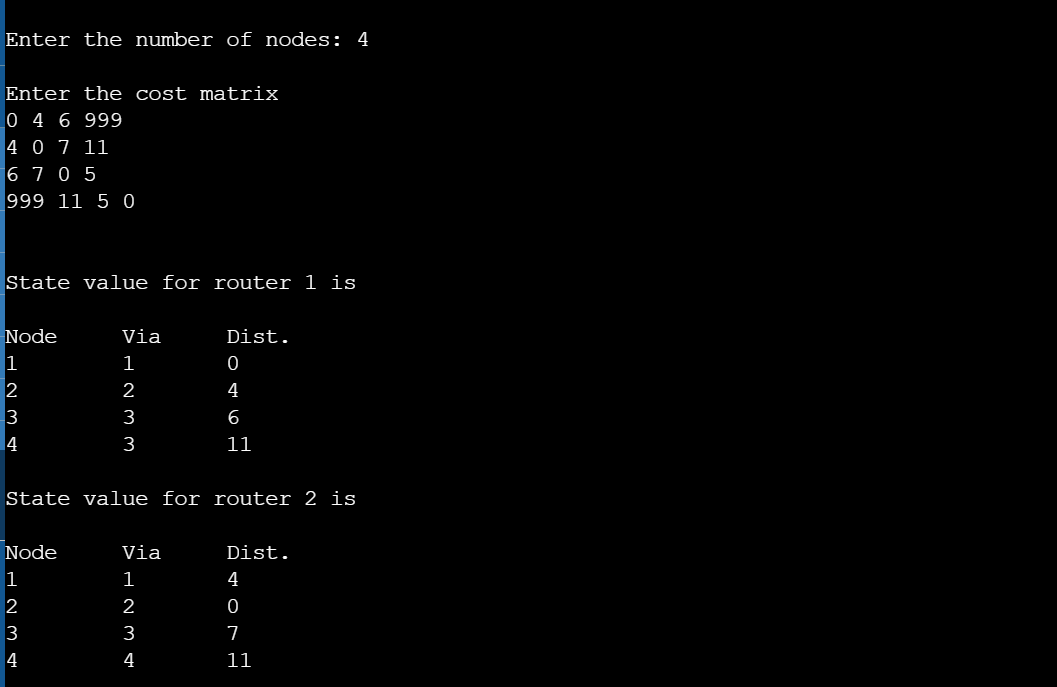 Enter the number of nodes: 4
Enter the cost matrix
0 4 6 999
4 0 7 11
6 7 0 5
999 11 5 0
State value for router 1 is
Node Via Dist.
1 1 0
2 2 4
3 3 6
4 3 11
State value for router 2 is
Node Via Dist.
1 1 4
2 2 0
3 3 7
4 4 11